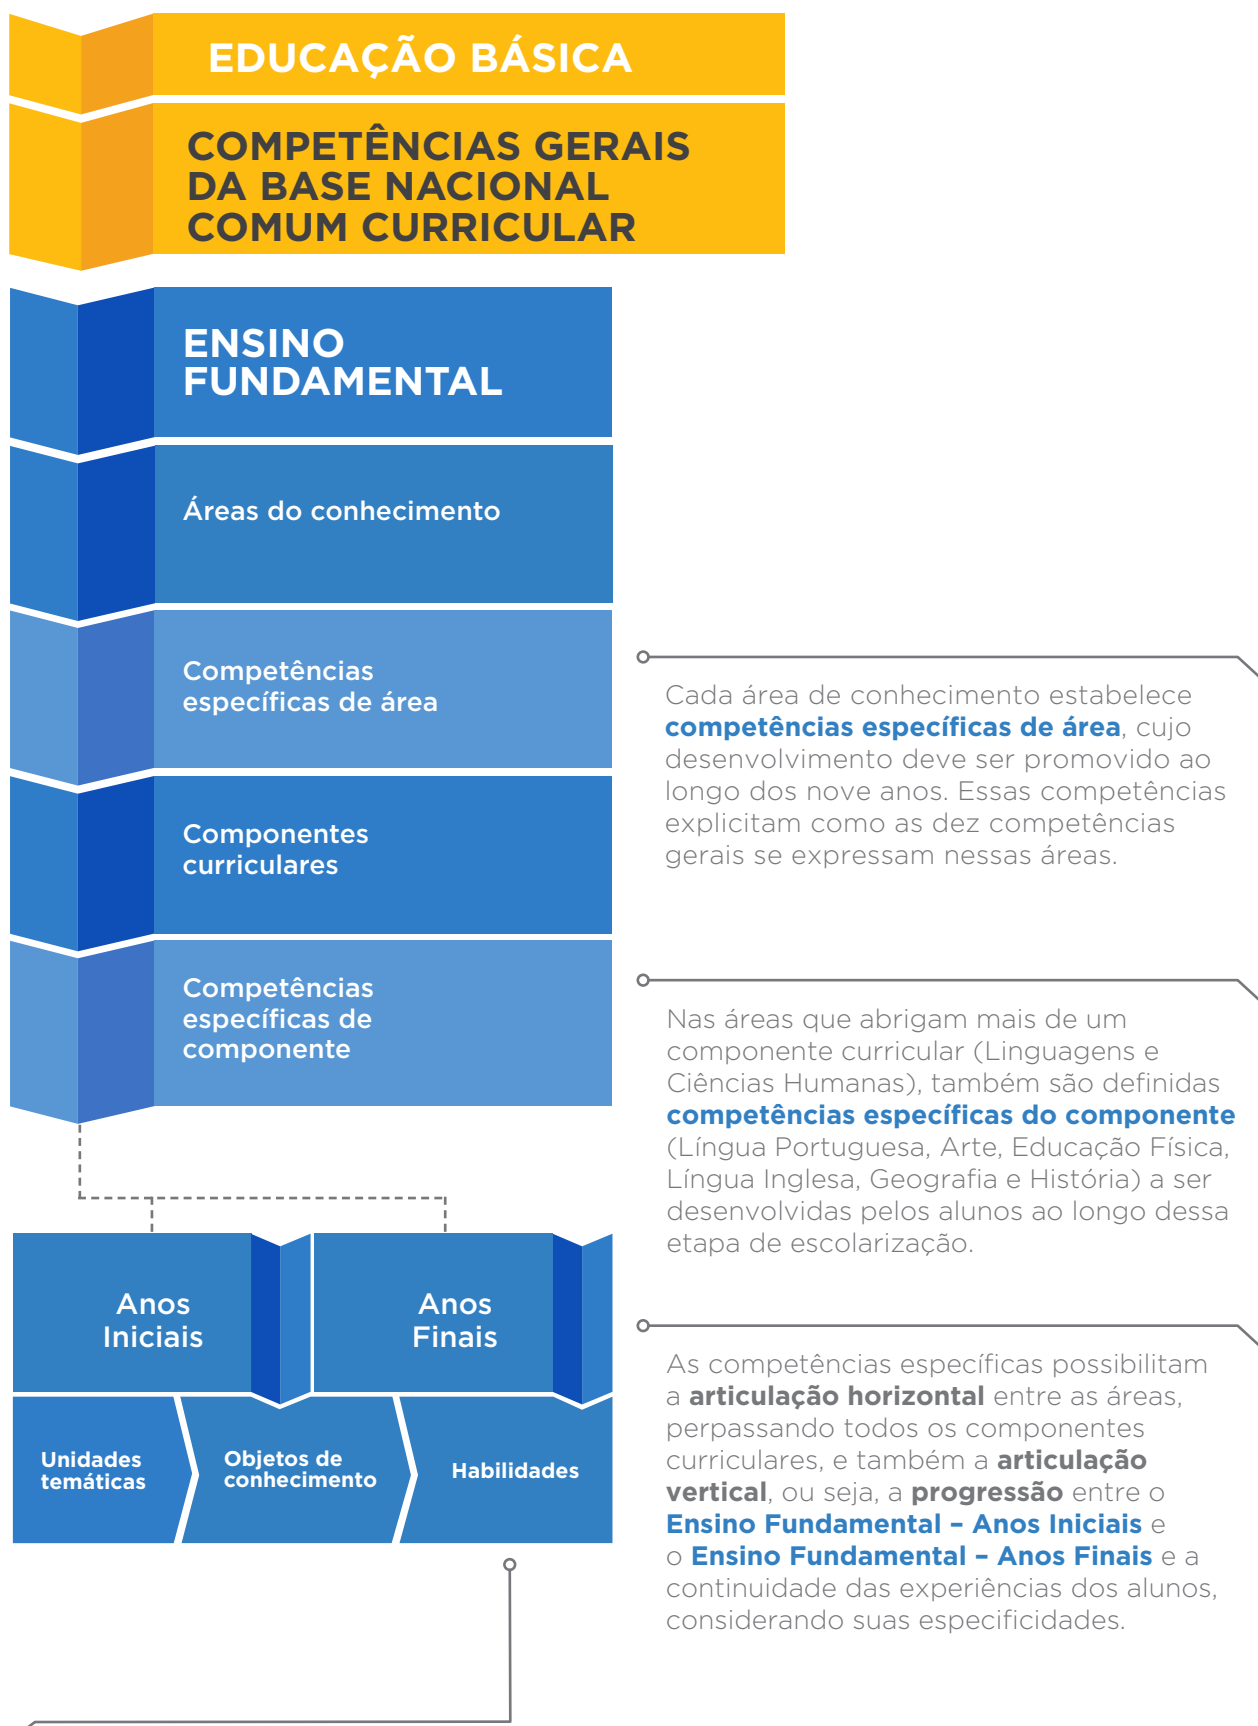 EDUCAÇÃO BÁSICA
COMPETÊNCIAS GERAIS
DA BASE NACIONAL
COMUM CURRICULAR
ENSINO
FUNDAMENTAL
Áreas do conhecimento
Competências
específicas de área
Componentes
curriculares
Competências
específicas de
componente
Anos
Iniciais
Anos
Finais
Unidades
temáticas
Objetos de
conhecimento
Habilidades
Cada área de conhecimento estabelece
competências específicas de área, cujo
desenvolvimento deve ser promovido ao
longo dos nove anos. Essas competências
explicitam como as dez competências
gerais se expressam nessas áreas.
Nas áreas que abrigam mais de um
componente curricular (Linguagens e
Ciências Humanas), também são definidas
competências específicas do componente
(Língua Portuguesa, Arte, Educação Física,
Língua Inglesa, Geografia e História) a ser
desenvolvidas pelos alunos ao longo dessa
etapa de escolarização.
As competências específicas possibilitam
a articulação horizontal entre as áreas,
perpassando todos os componentes
curriculares, e também a articulação
vertical, ou seja, a progressão entre o
Ensino Fundamental – Anos Iniciais e
o Ensino Fundamental – Anos Finais e a
continuidade das experiências dos alunos,
considerando suas especificidades.